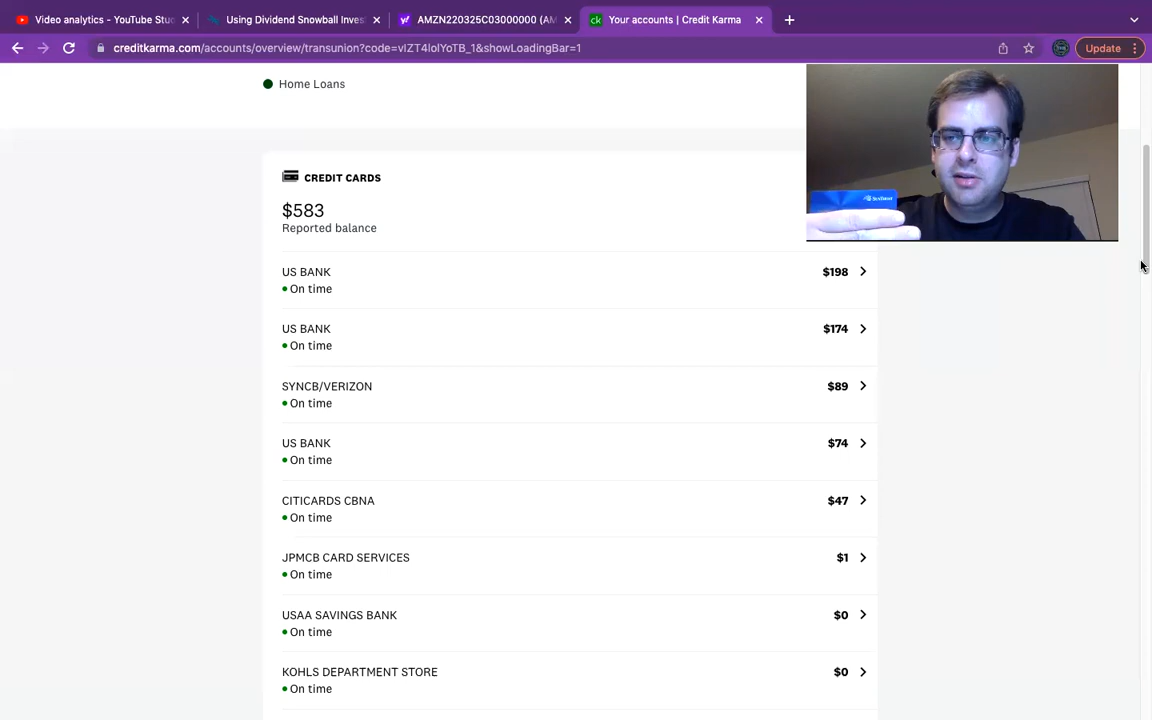 Video analytics - YouTube Stu
Using Dividend Snowball Inves
AMZN220325C03000000 (AM
Your accounts | Credit Karma
creditkarma.com/accounts/overview/transunion?code=vIZT4lolYoTB_1&showLoadingBar=1
Update
Home Loans
CREDIT CARDS
$583
Reported balance
US BANK $198
On time
US BANK $174
On time
SYNCB/VERIZON $89
On time
US BANK $74
On time
CITICARDS CBNA $47
On time
JPMCB CARD SERVICES $1
On time
USAA SAVINGS BANK $0
On time
KOHLS DEPARTMENT STORE $0
On time